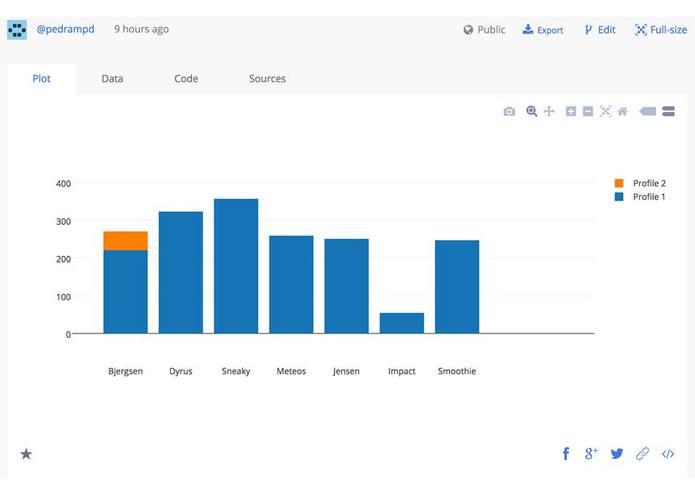 @pedrampd 9 hours ago Public Export Edit Full-size
Plot Data Code Sources
400
300
200
100
0
Profile 2
Profile 1
Bjergsen Dyrus Sneaky Meteos Jensen Impact Smoothie